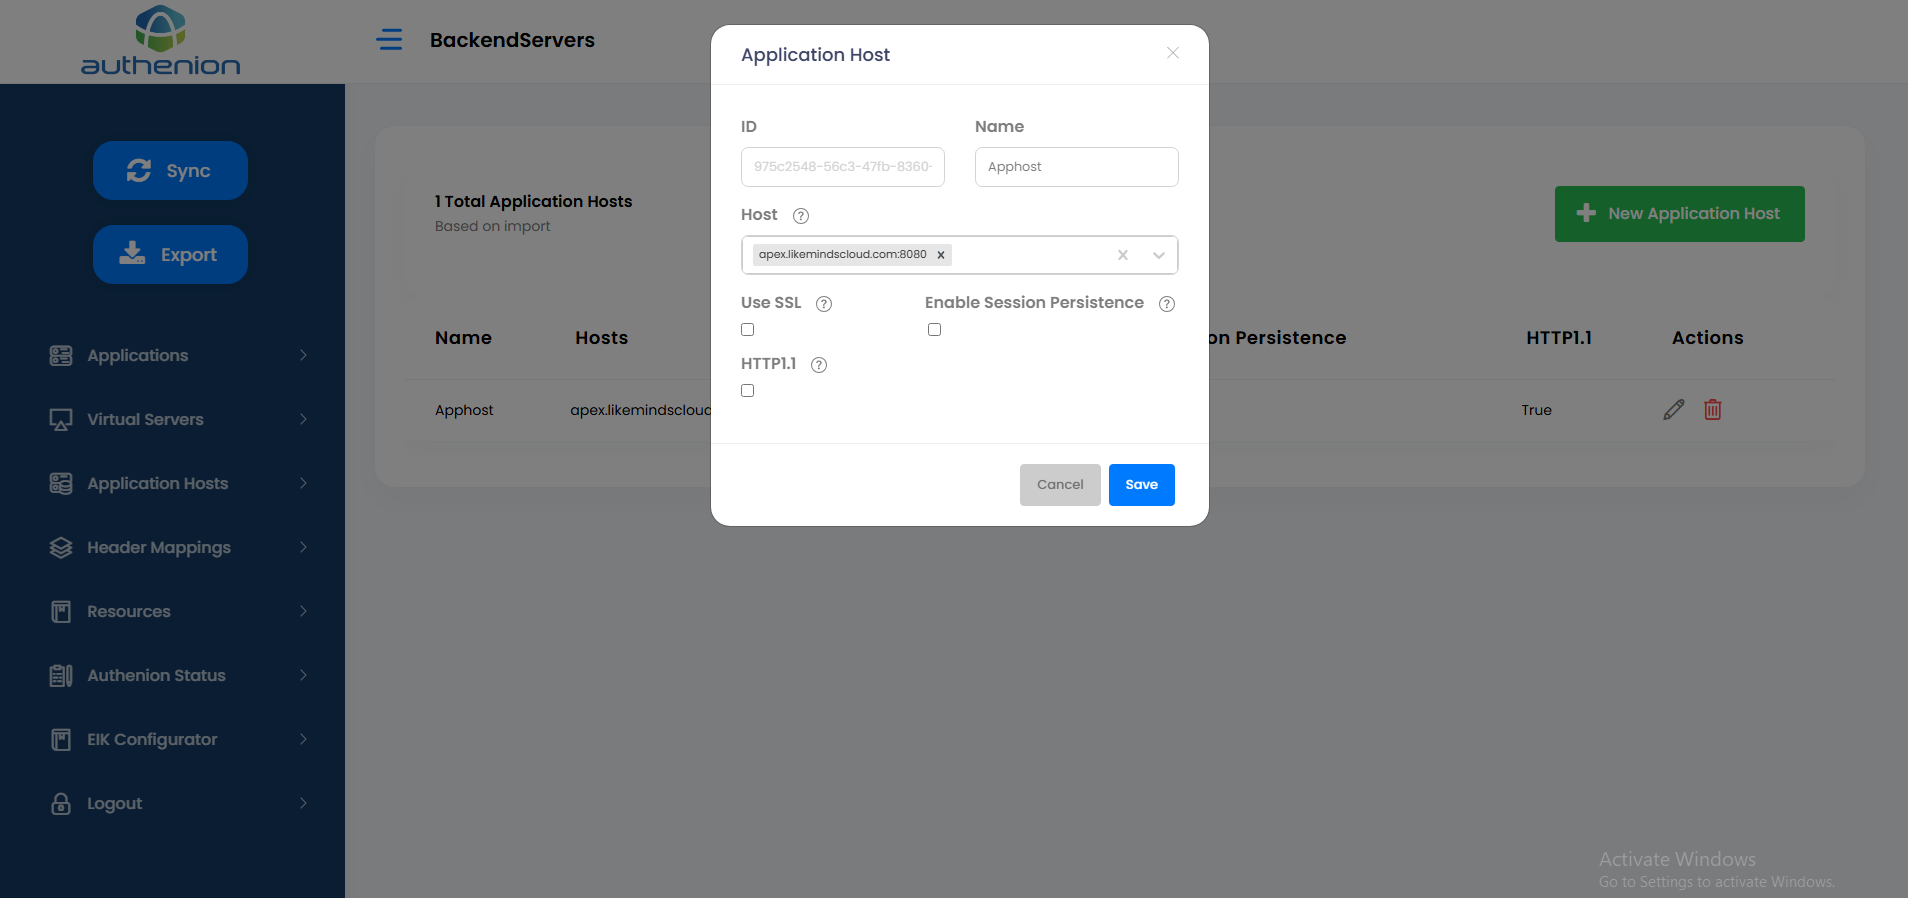 authenion
BackendServers
Sync
Export
Applications
Virtual Servers
Application Hosts
Header Mappings
Resources
Authenion Status
EIK Configurator
Logout
1 Total Application Hosts
Based on import
New Application Host
Name Hosts on Persistence HTTP1.1 Actions
Apphost apex.likemindscloud True
Application Host
ID Name
975c2548-56c3-47fb-8360- Apphost
Host ?
apex.likemindscloud.com:8080
Use SSL ? Enable Session Persistence ?
HTTP1.1 ?
Cancel Save
Activate Windows
Go to Settings to activate Windows.